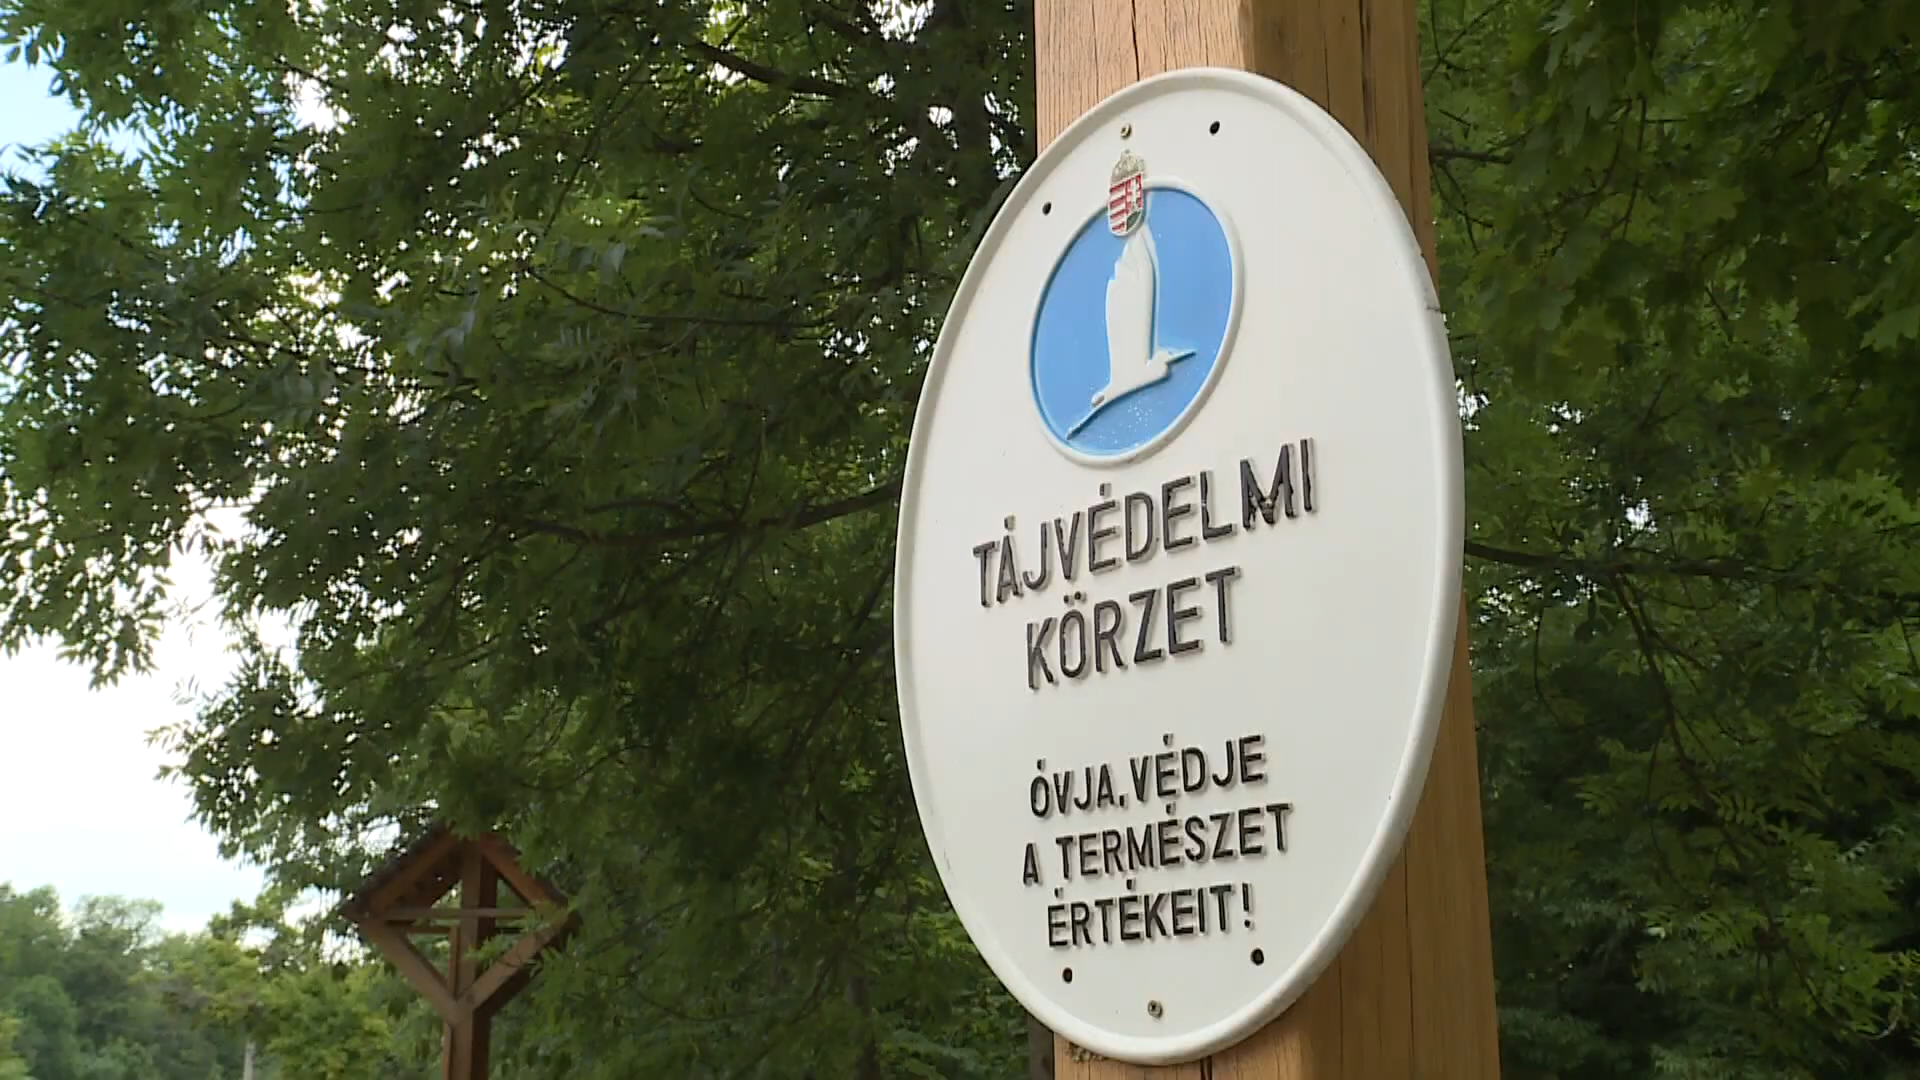 TÁJVÉDELMI
KÖRZET
ÓVJA, VÉDJE
A TERMÉSZET
ÉRTÉKEIT!